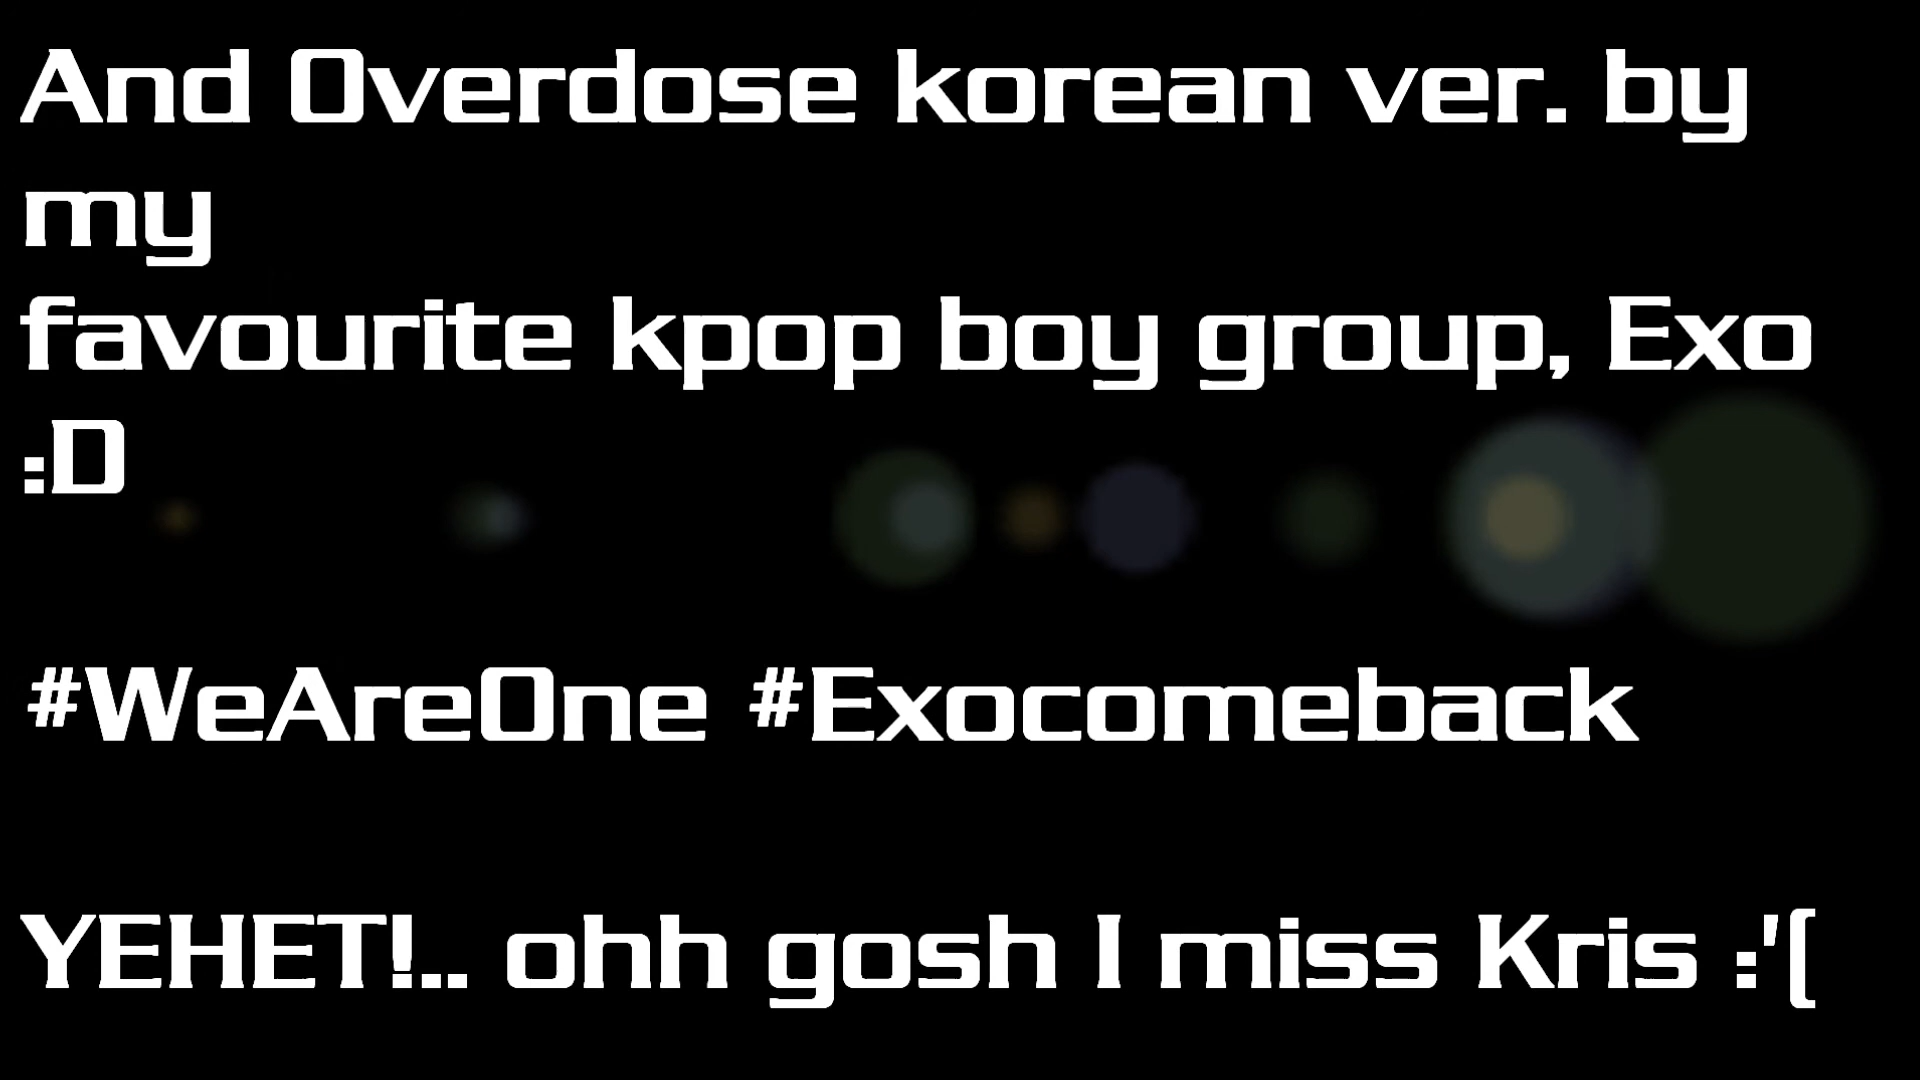 And Overdose korean ver. by
my
favourite kpop boy group, Exo
:D
#WeAreOne #Exocomeback
YEHET!.. ohh gosh I miss Kris :'(